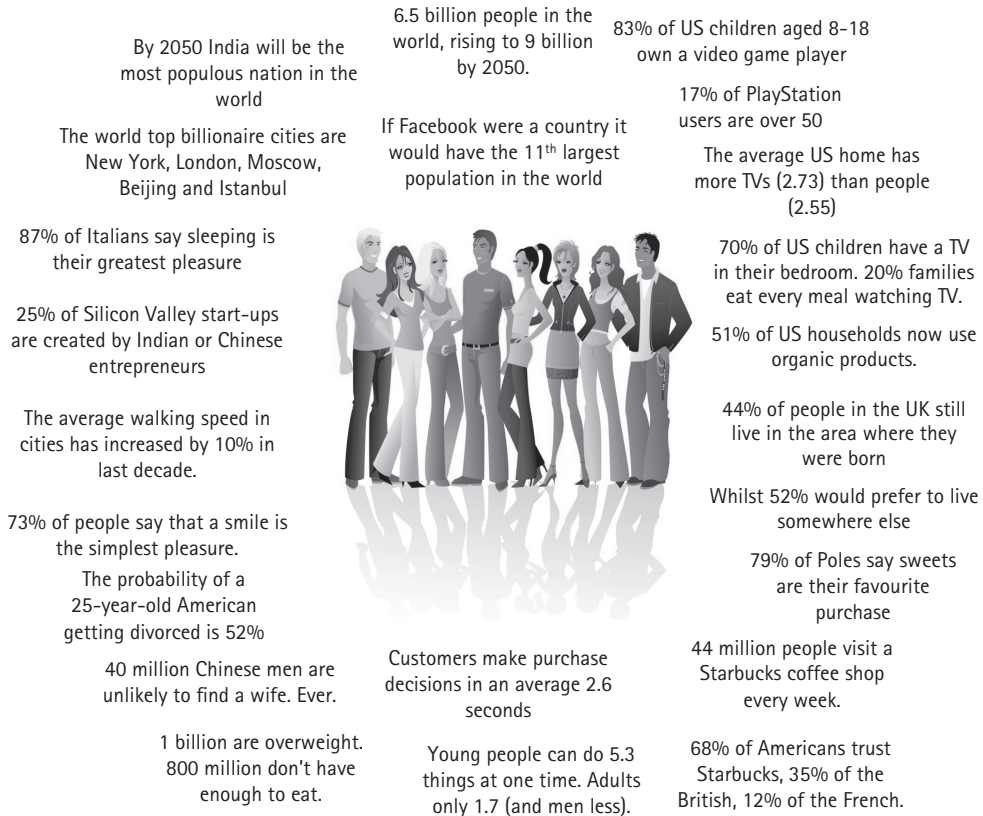 By 2050 India will be the
most populous nation in the
world
6.5 billion people in the
world, rising to 9 billion
by 2050.
83% of US children aged 8-18
own a video game player
The world top billionaire cities are
New York, London, Moscow,
Beijing and Istanbul
If Facebook were a country it
would have the 11th largest
population in the world
17% of PlayStation
users are over 50
The average US home has
more TVs (2.73) than people
(2.55)
87% of Italians say sleeping is
their greatest pleasure
70% of US children have a TV
in their bedroom. 20% families
eat every meal watching TV.
25% of Silicon Valley start-ups
are created by Indian or Chinese
entrepreneurs
51% of US households now use
organic products.
The average walking speed in
cities has increased by 10% in
last decade.
44% of people in the UK still
live in the area where they
were born
73% of people say that a smile is
the simplest pleasure.
Whilst 52% would prefer to live
somewhere else
The probability of a
25-year-old American
getting divorced is 52%
79% of Poles say sweets
are their favourite
purchase
40 million Chinese men are
unlikely to find a wife. Ever.
Customers make purchase
decisions in an average 2.6
seconds
44 million people visit a
Starbucks coffee shop
every week.
1 billion are overweight.
800 million don't have
enough to eat.
Young people can do 5.3
things at one time. Adults
only 1.7 (and men less).
68% of Americans trust
Starbucks, 35% of the
British, 12% of the French.